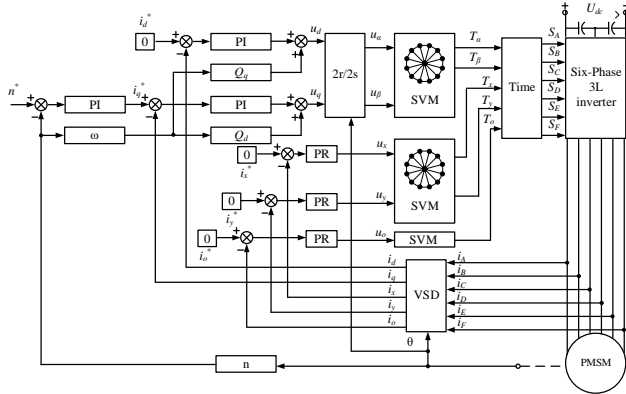 i_d^*
0
PI
u_d
Q_q
n^*
PI
i_q^*
PI
u_q
ω
Q_d
2r/2s
u_α
u_β
SVM
T_α
T_β
T_x
T_y
T_o
Time
U_dc
S_A
S_B
S_C
S_D
S_E
S_F
Six-Phase
3L
inverter
0
i_x^*
PR
u_x
0
i_y^*
PR
u_y
SVM
0
i_o^*
PR
u_o
SVM
i_d
i_q
i_x
i_y
i_o
VSD
i_A
i_B
i_C
i_D
i_E
i_F
θ
n
PMSM